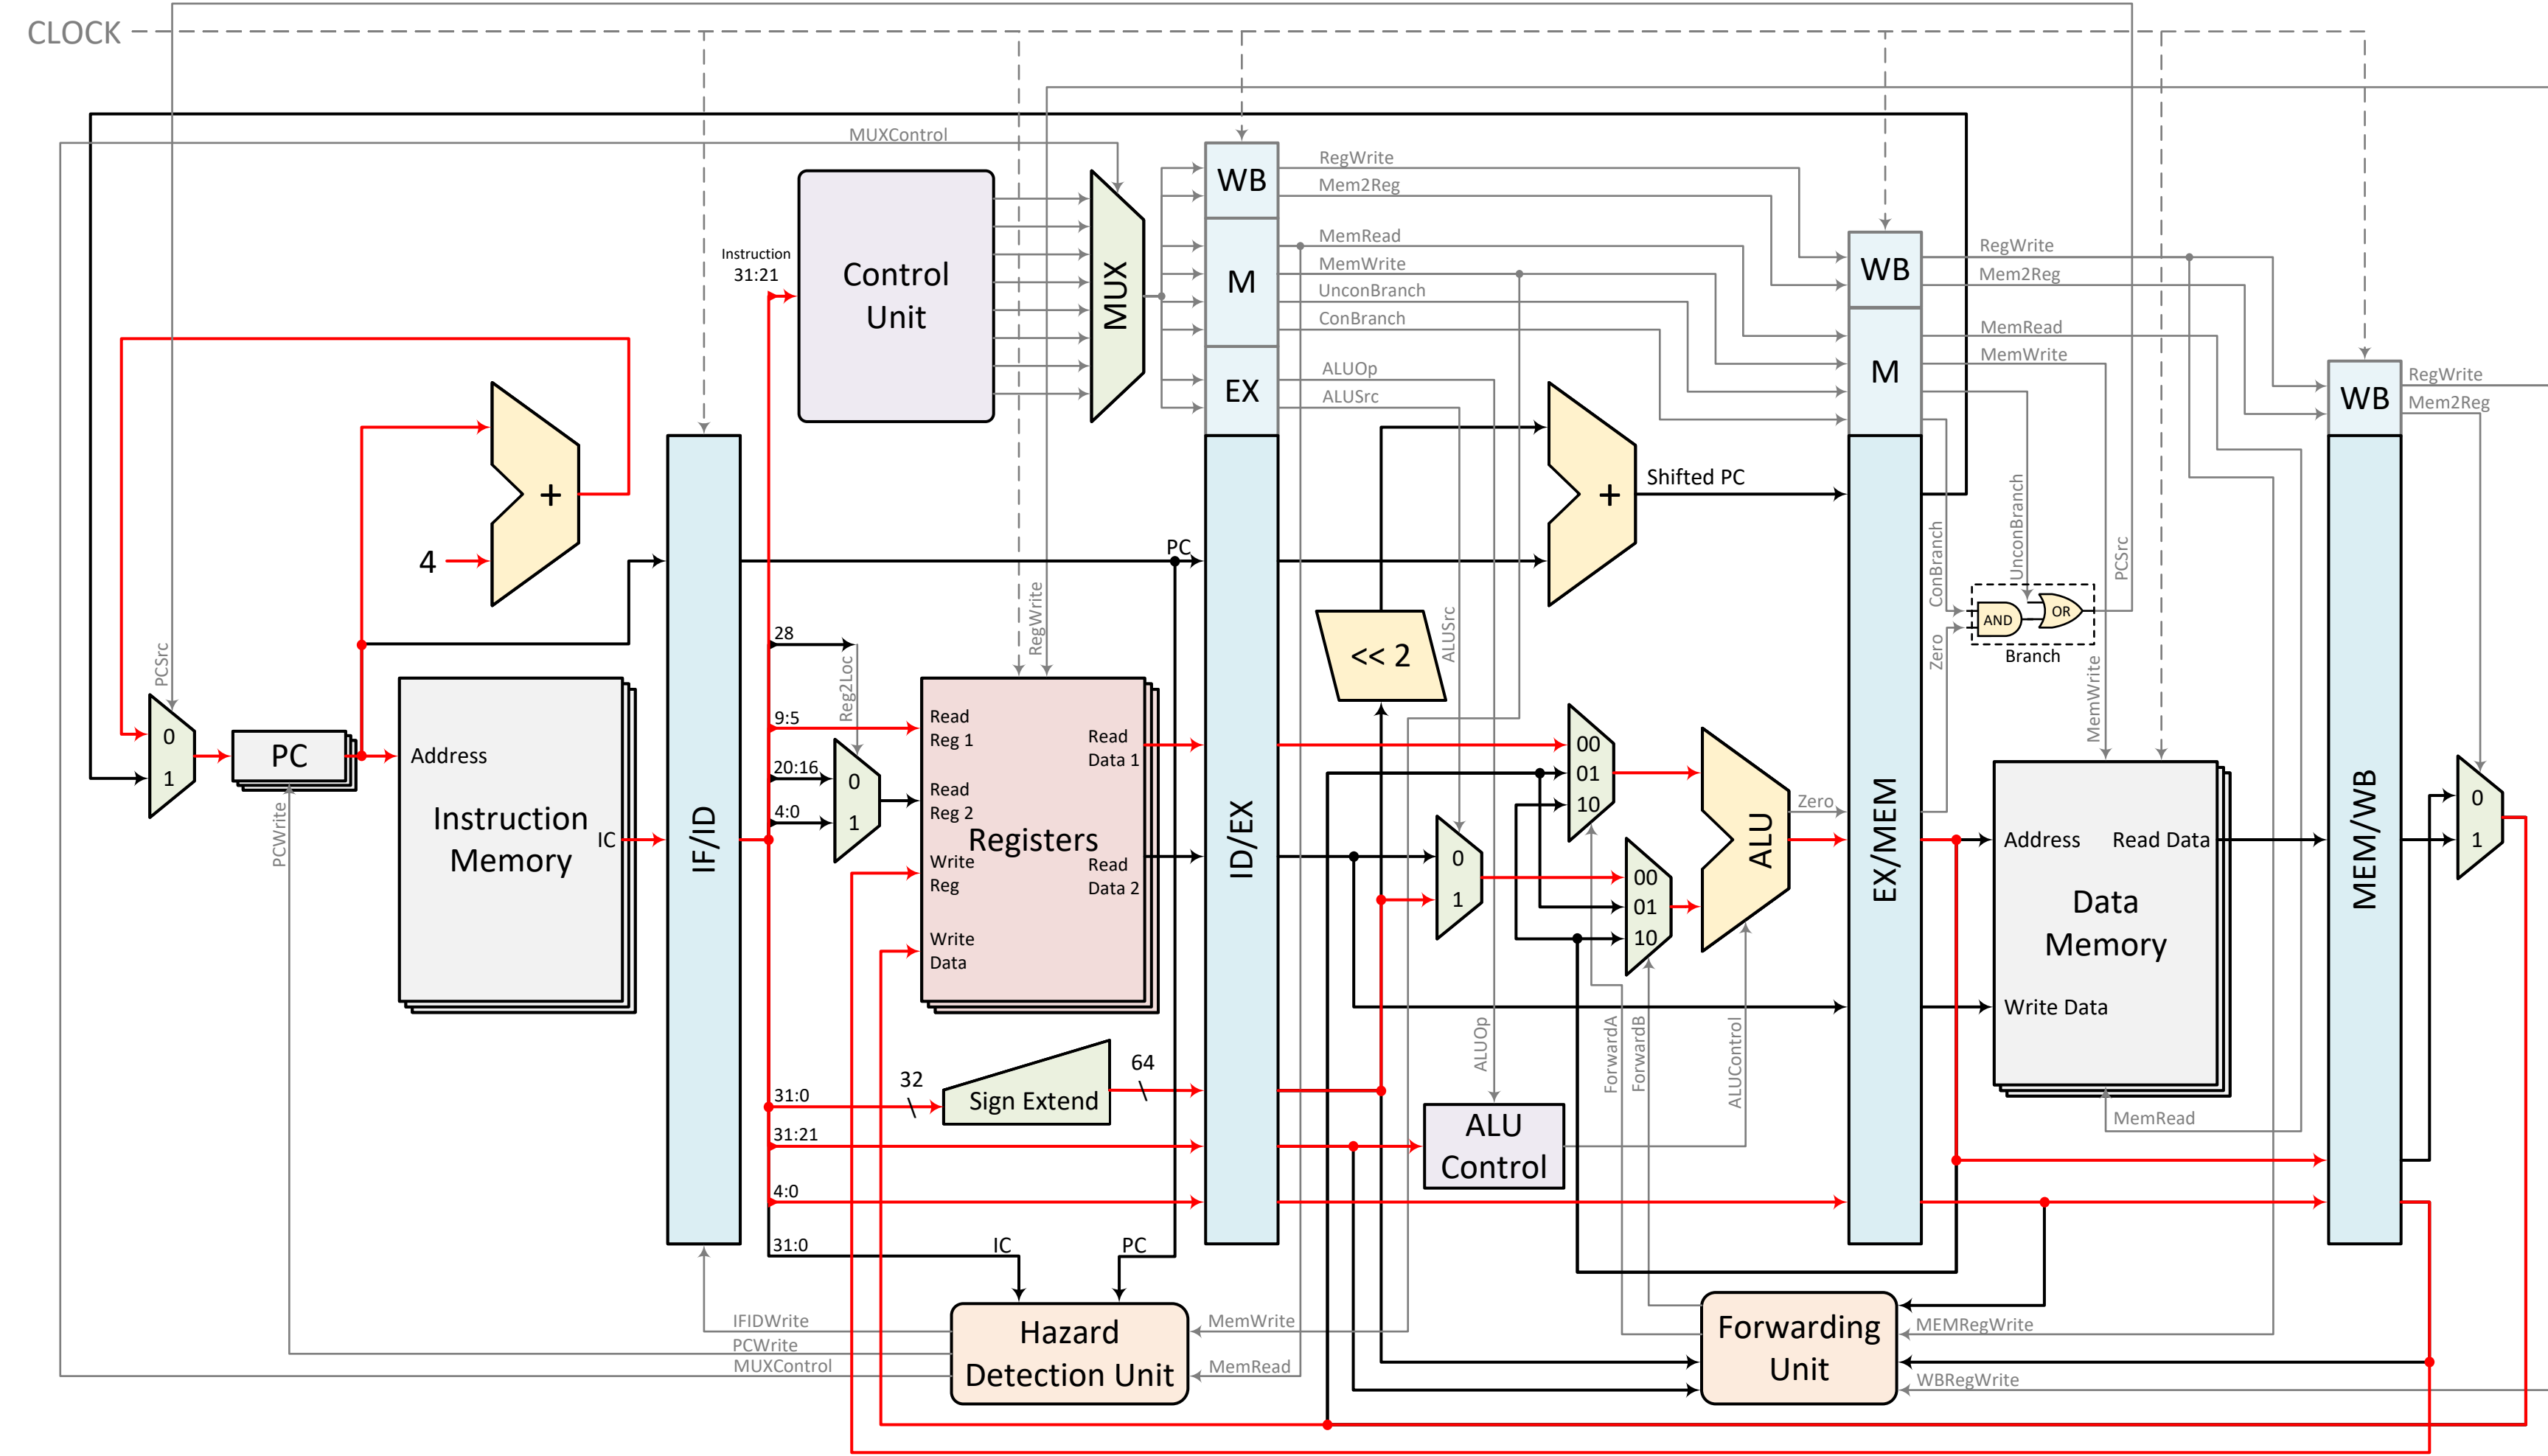 CLOCK
MUXControl
Instruction
31:21
Control
Unit
MUX
WB
M
EX
RegWrite
Mem2Reg
MemRead
MemWrite
UnconBranch
ConBranch
ALUOp
ALUSrc
WB
M
RegWrite
Mem2Reg
MemRead
MemWrite
WB
RegWrite
Mem2Reg
+
4
+
Shifted PC
PC
PCSrc
0
1
PC
PCWrite
Address
Instruction
Memory
IC
IF/ID
28
Reg2Loc
RegWrite
9:5
20:16
4:0
0
1
Read
Reg 1
Read
Reg 2
Write
Reg
Write
Data
Registers
Read
Data 1
Read
Data 2
ID/EX
<< 2
ALUSrc
0
1
00
01
10
00
01
10
ALU
Zero
EX/MEM
ConBranch
Zero
UnconBranch
AND
OR
Branch
PCSrc
MemWrite
Address
Read Data
Data
Memory
Write Data
MemRead
MEM/WB
0
1
31:0
32
Sign Extend
64
31:21
4:0
31:0
IC
PC
ALUOp
ALU
Control
ForwardA
ForwardB
ALUControl
IFIDWrite
PCWrite
MUXControl
Hazard
Detection Unit
MemWrite
MemRead
Forwarding
Unit
MEMRegWrite
WBRegWrite